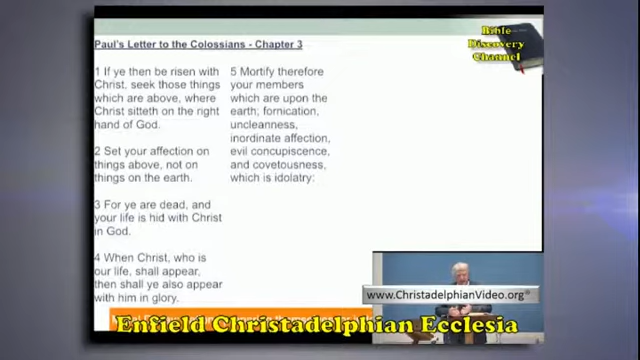 Paul's Letter to the Colossians - Chapter 3
Bible
Discovery
Channel
1 If ye then be risen with
Christ, seek those things
which are above, where
Christ sitteth on the right
hand of God.
2 Set your affection on
things above, not on
things on the earth.
3 For ye are dead, and
your life is hid with Christ
in God.
4 When Christ, who is
our life, shall appear,
then shall ye also appear
with him in glory.
5 Mortify therefore
your members
which are upon the
earth; fornication,
uncleanness,
inordinate affection,
evil concupiscence,
and covetousness,
which is idolatry:
www.ChristadelphianVideo.org
Enfield Christadelphian Ecclesia